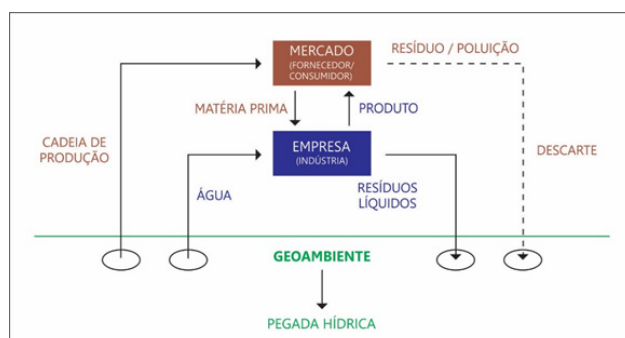 MERCADO
(FORNECEDOR/
CONSUMIDOR)
RESÍDUO / POLUIÇÃO
MATÉRIA PRIMA
PRODUTO
CADEIA DE
PRODUÇÃO
EMPRESA
(INDÚSTRIA)
DESCARTE
ÁGUA
RESÍDUOS
LÍQUIDOS
GEOAMBIENTE
PEGADA HÍDRICA